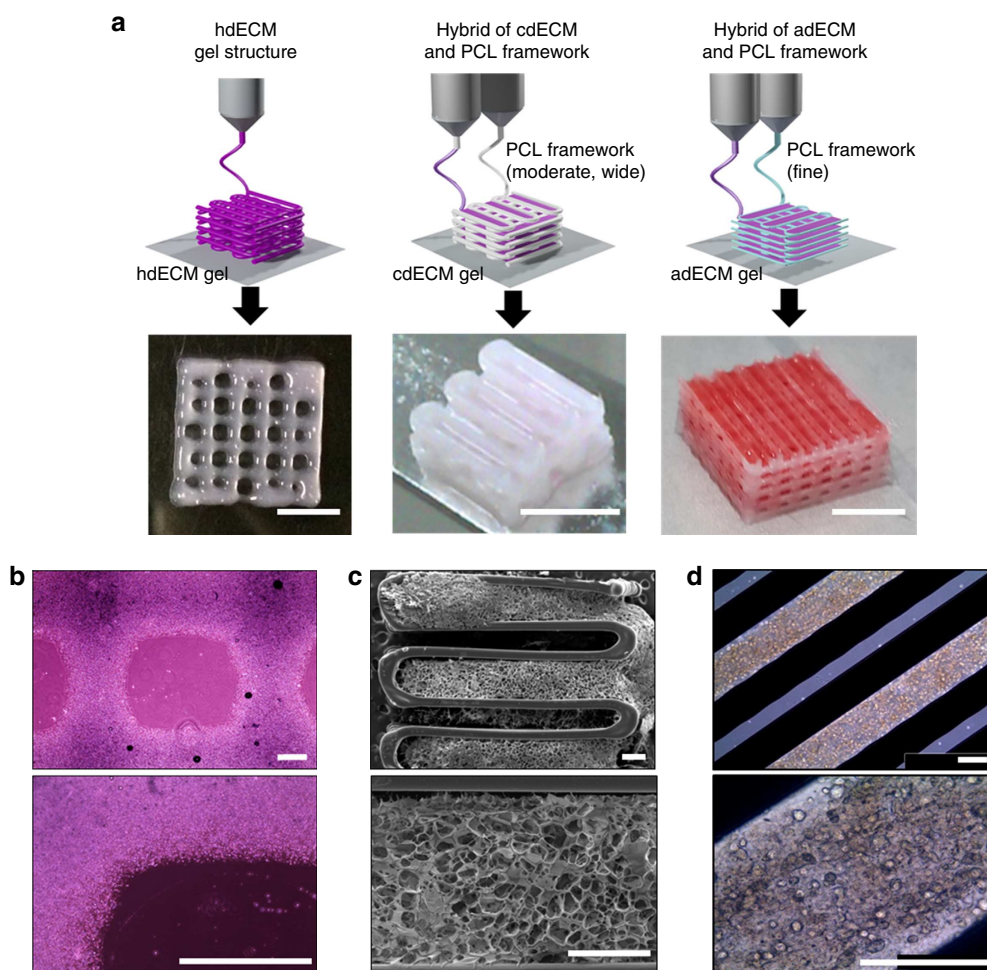 a
hdECM
gel structure
Hybrid of cdECM
and PCL framework
Hybrid of adECM
and PCL framework
PCL framework
(moderate, wide)
PCL framework
(fine)
hdECM gel
cdECM gel
adECM gel
b
c
d